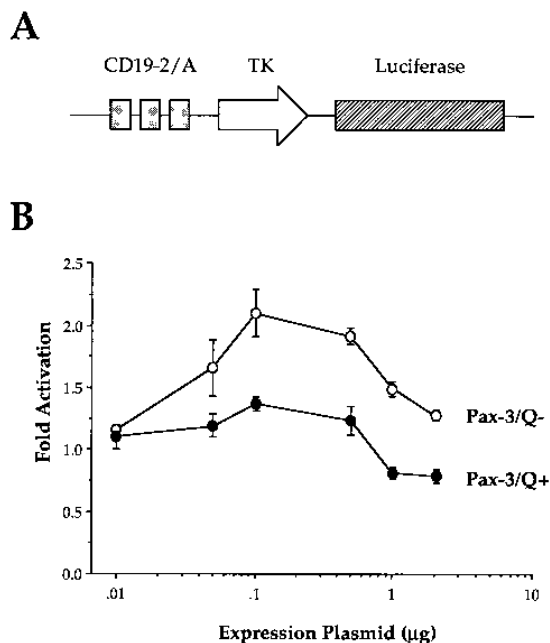 A
CD19-2/A TK Luciferase
B
2.5
2.0
1.5
1.0
0.5
0.0
Fold Activation
Pax-3/Q-
Pax-3/Q+
.01 .1 1 10
Expression Plasmid (μg)